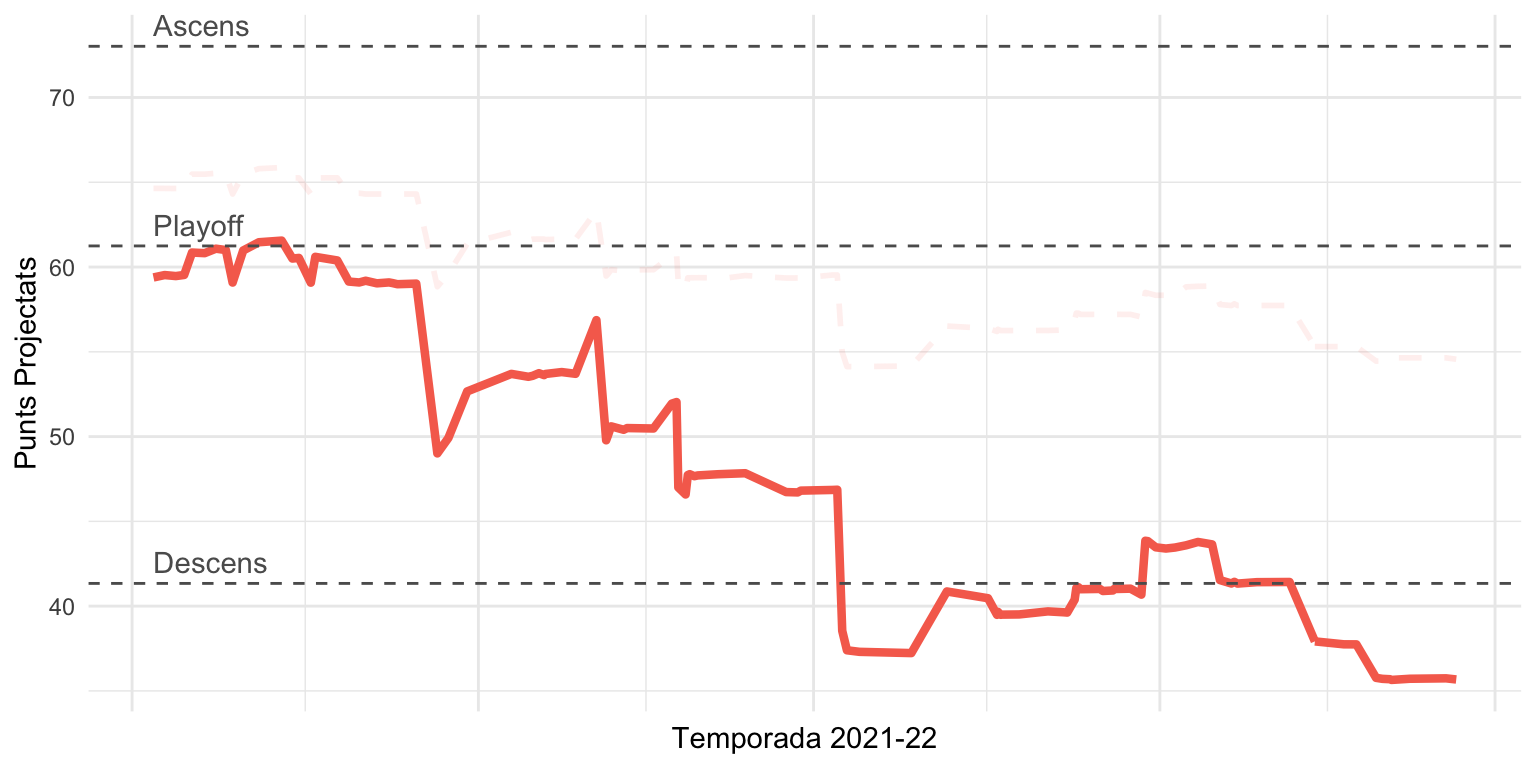 Ascens
70
Playoff
60
Punts Projectats
50
Descens
40
Temporada 2021-22